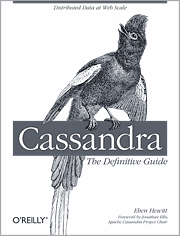 Distributed Data at Web Scale
Cassandra
The Definitive Guide
O'REILLY®
Eben Hewitt
Foreword by Jonathan Ellis,
Apache Cassandra Project Chair